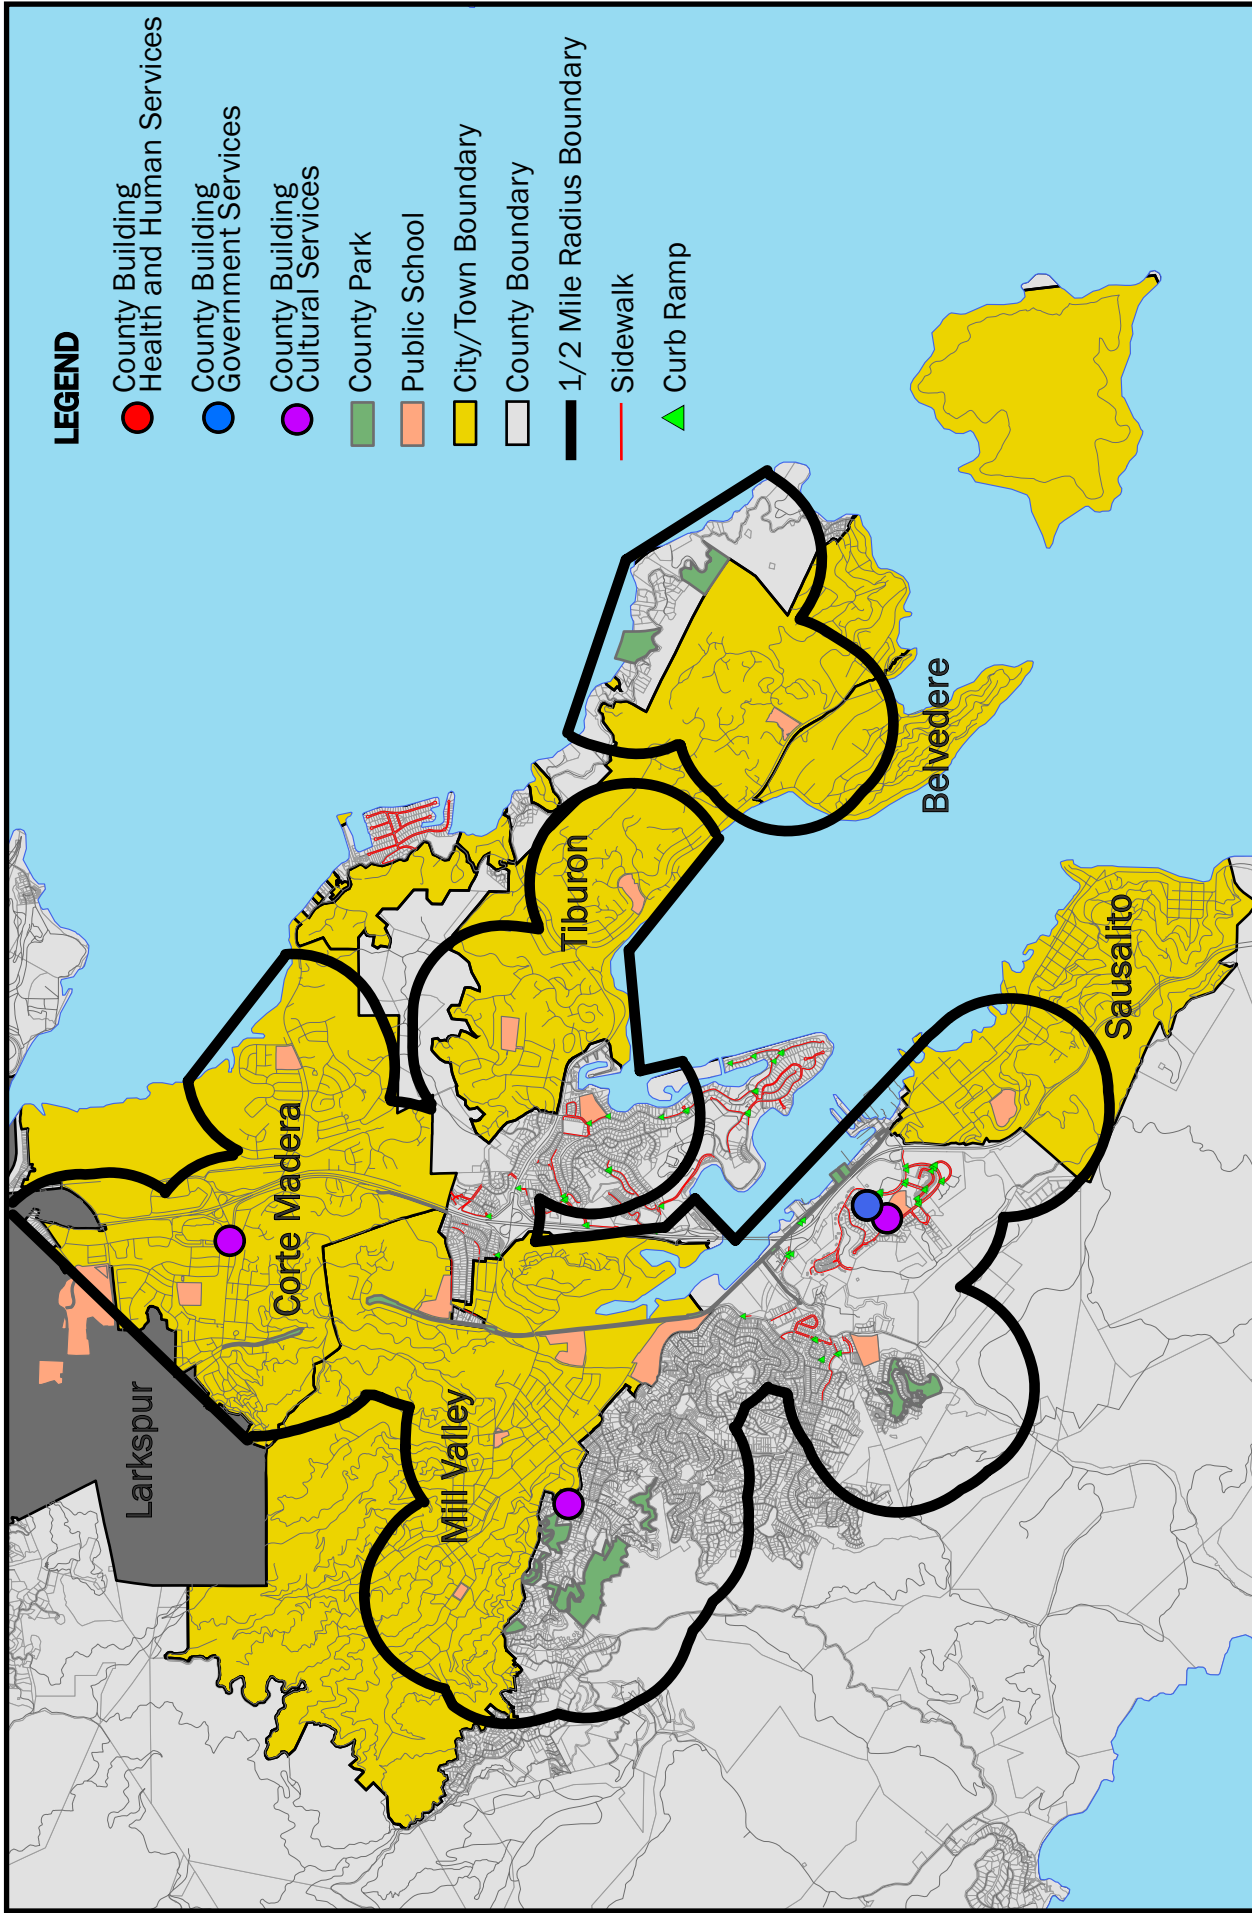 LEGEND
County Building
Health and Human Services
County Building
Government Services
County Building
Cultural Services
County Park
Public School
City/Town Boundary
County Boundary
1/2 Mile Radius Boundary
Sidewalk
Curb Ramp
Larkspur
Corte Madera
Mill Valley
Tiburon
Belvedere
Sausalito